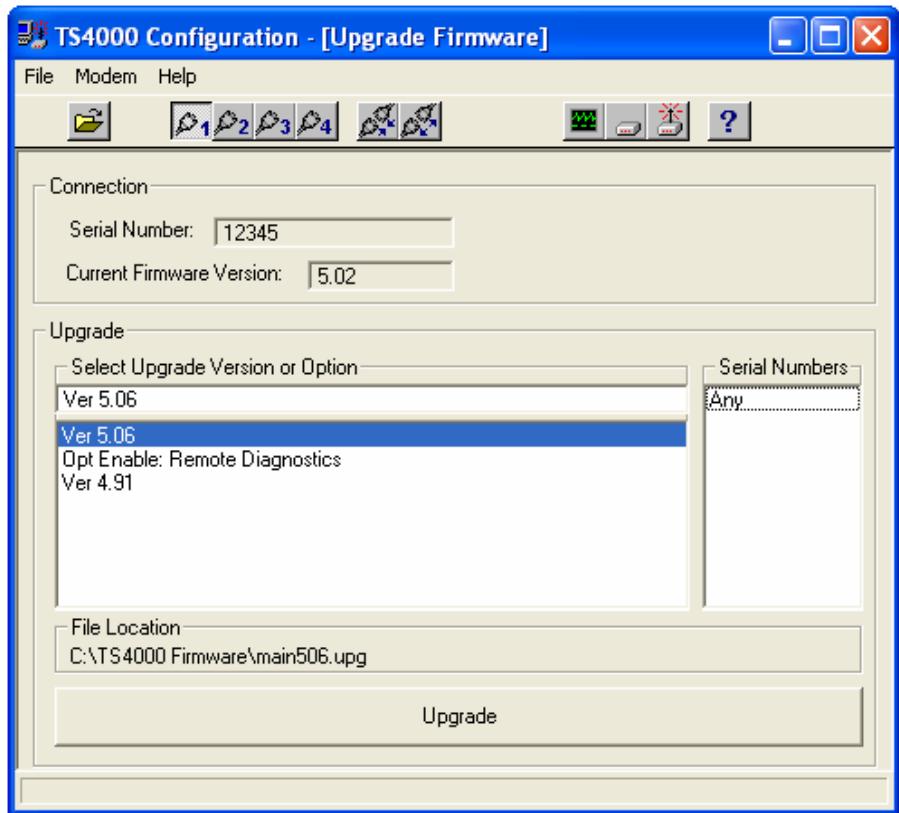 TS4000 Configuration - [Upgrade Firmware]
File Modem Help
1 2 3 4 ?
Connection
Serial Number: 12345
Current Firmware Version: 5.02
Upgrade
Select Upgrade Version or Option
Serial Numbers
Ver 5.06
Any
Ver 5.06
Opt Enable: Remote Diagnostics
Ver 4.91
File Location
C:\TS4000 Firmware\main506.upg
Upgrade